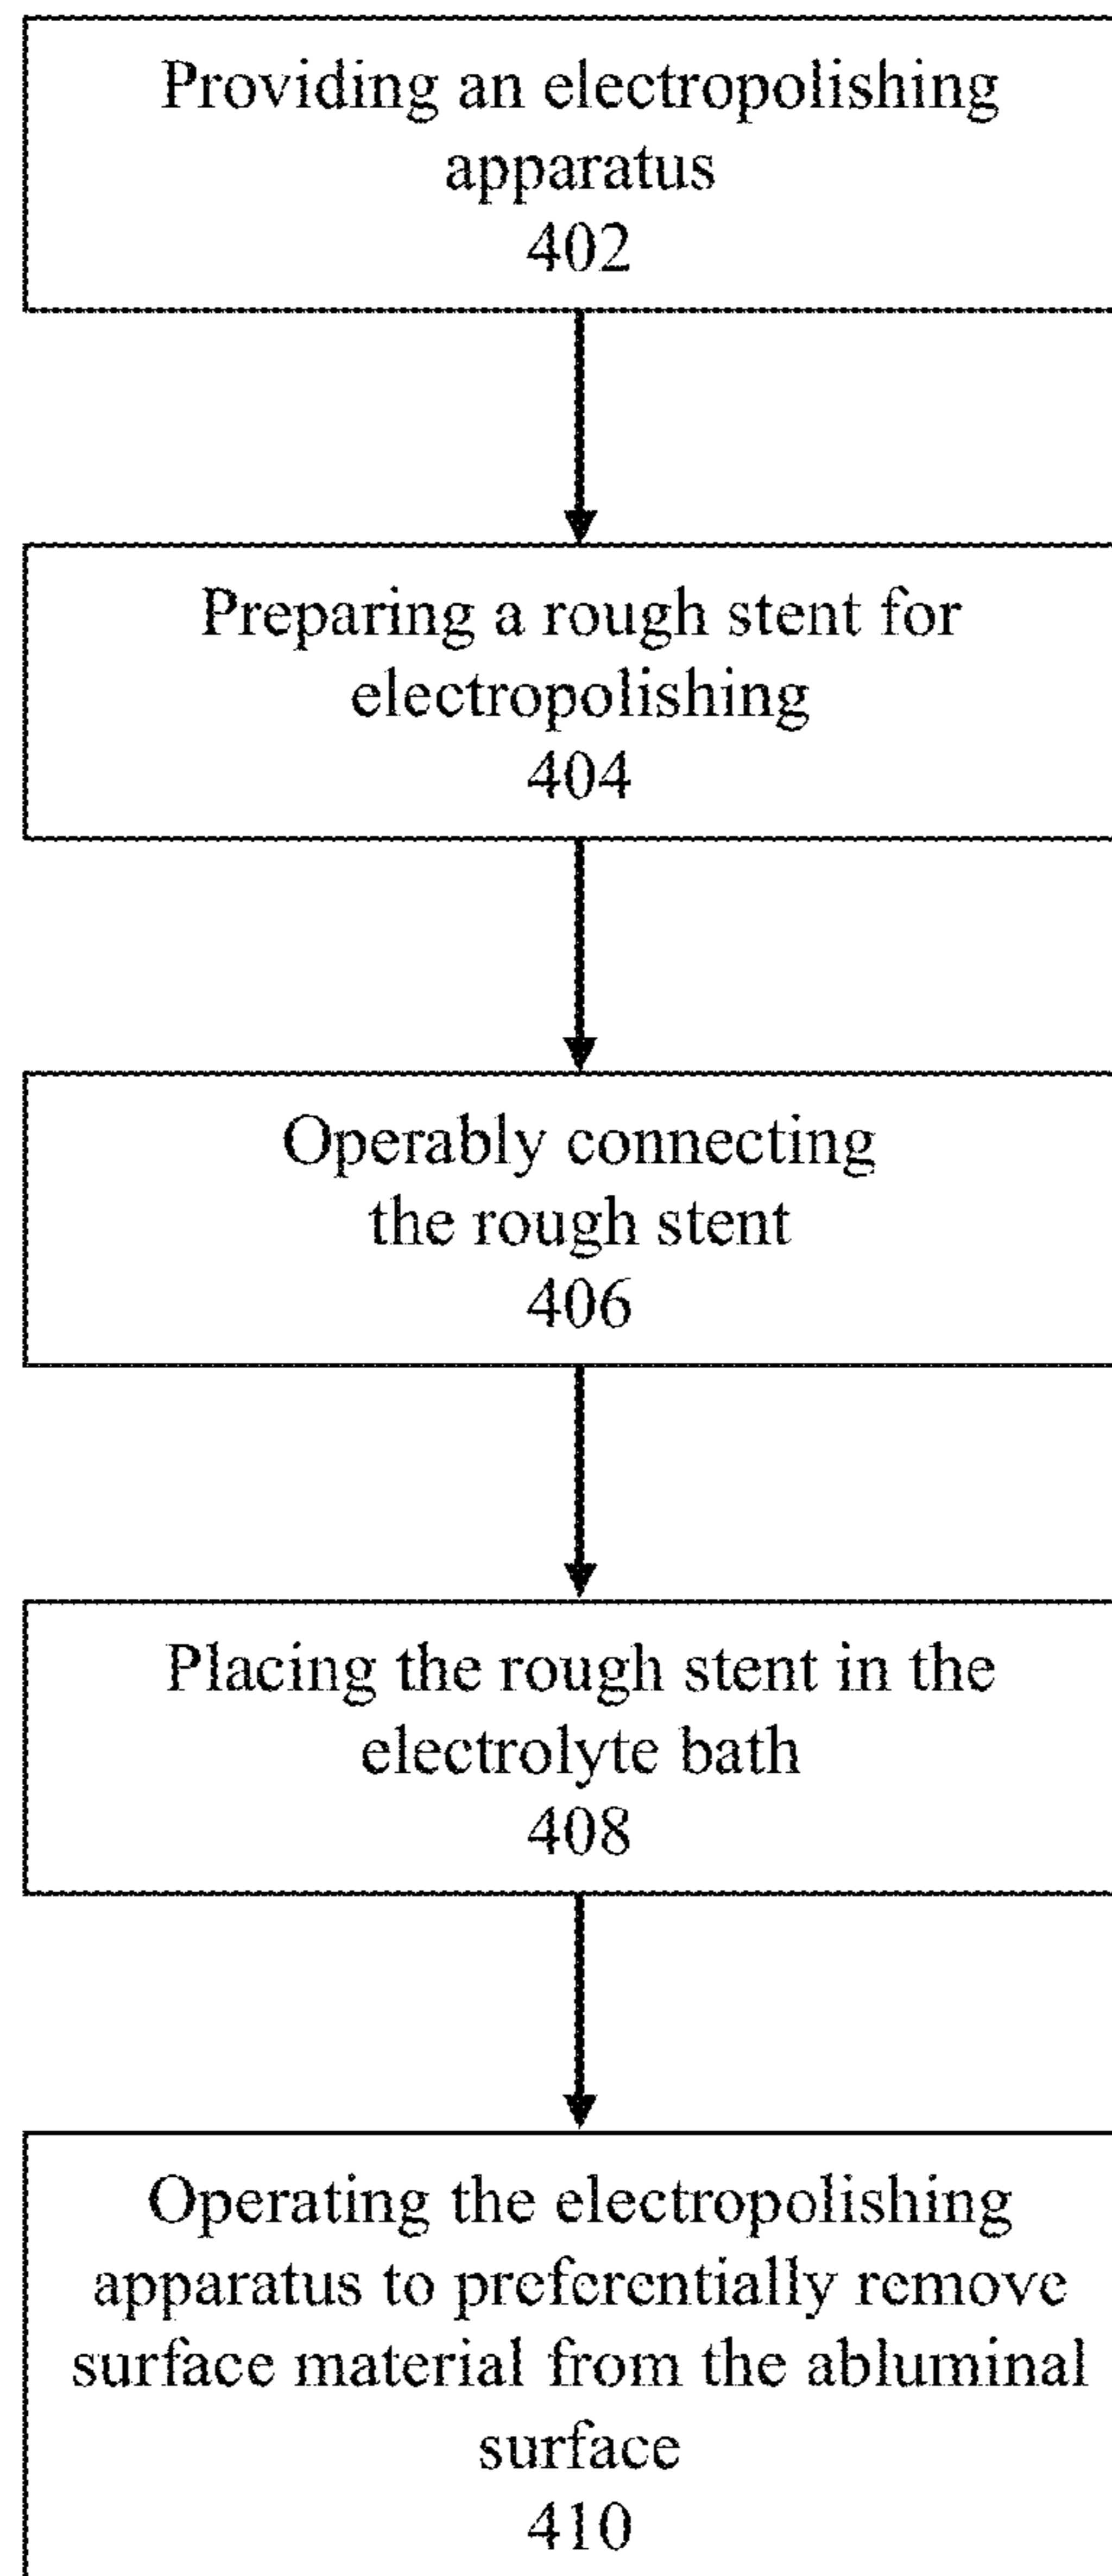 Providing an electropolishing
apparatus
402
Preparing a rough stent for
electropolishing
404
Operably connecting
the rough stent
406
Placing the rough stent in the
electrolyte bath
408
Operating the electropolishing
apparatus to preferentially remove
surface material from the abluminal
surface
410